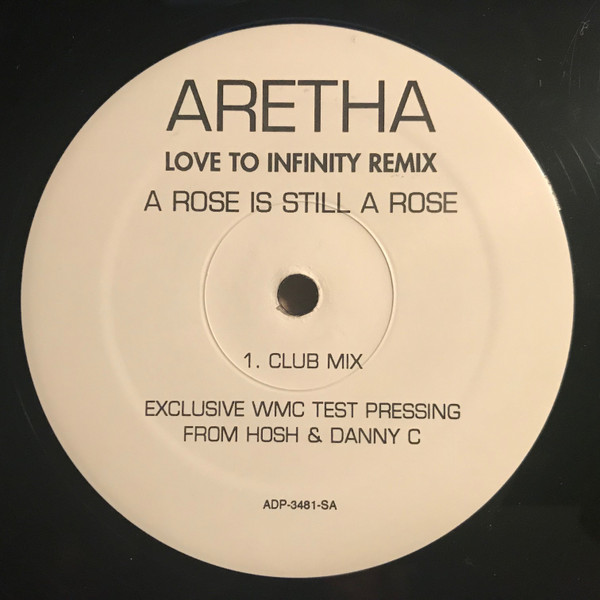 ARETHA
LOVE TO INFINITY REMIX
A ROSE IS STILL A ROSE
1. CLUB MIX
EXCLUSIVE WMC TEST PRESSING
FROM HOSH & DANNY C
ADP-3481-SA